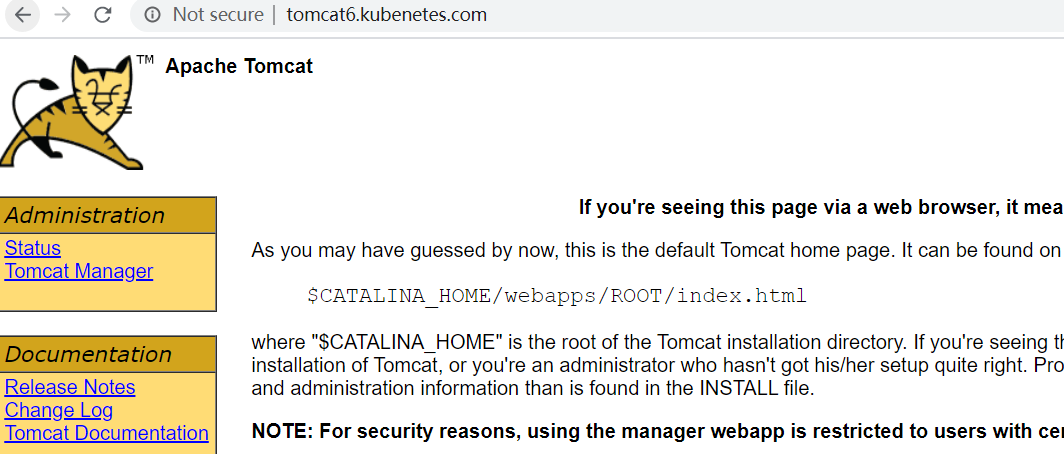 Not secure | tomcat6.kubenetes.com
TM
Apache Tomcat
Administration
Status
Tomcat Manager
If you're seeing this page via a web browser, it mea
As you may have guessed by now, this is the default Tomcat home page. It can be found on
$CATALINA_HOME/webapps/ROOT/index.html
where "$CATALINA_HOME" is the root of the Tomcat installation directory. If you're seeing th
installation of Tomcat, or you're an administrator who hasn't got his/her setup quite right. Pro
and administration information than is found in the INSTALL file.
Documentation
Release Notes
Change Log
Tomcat Documentation
NOTE: For security reasons, using the manager webapp is restricted to users with cer